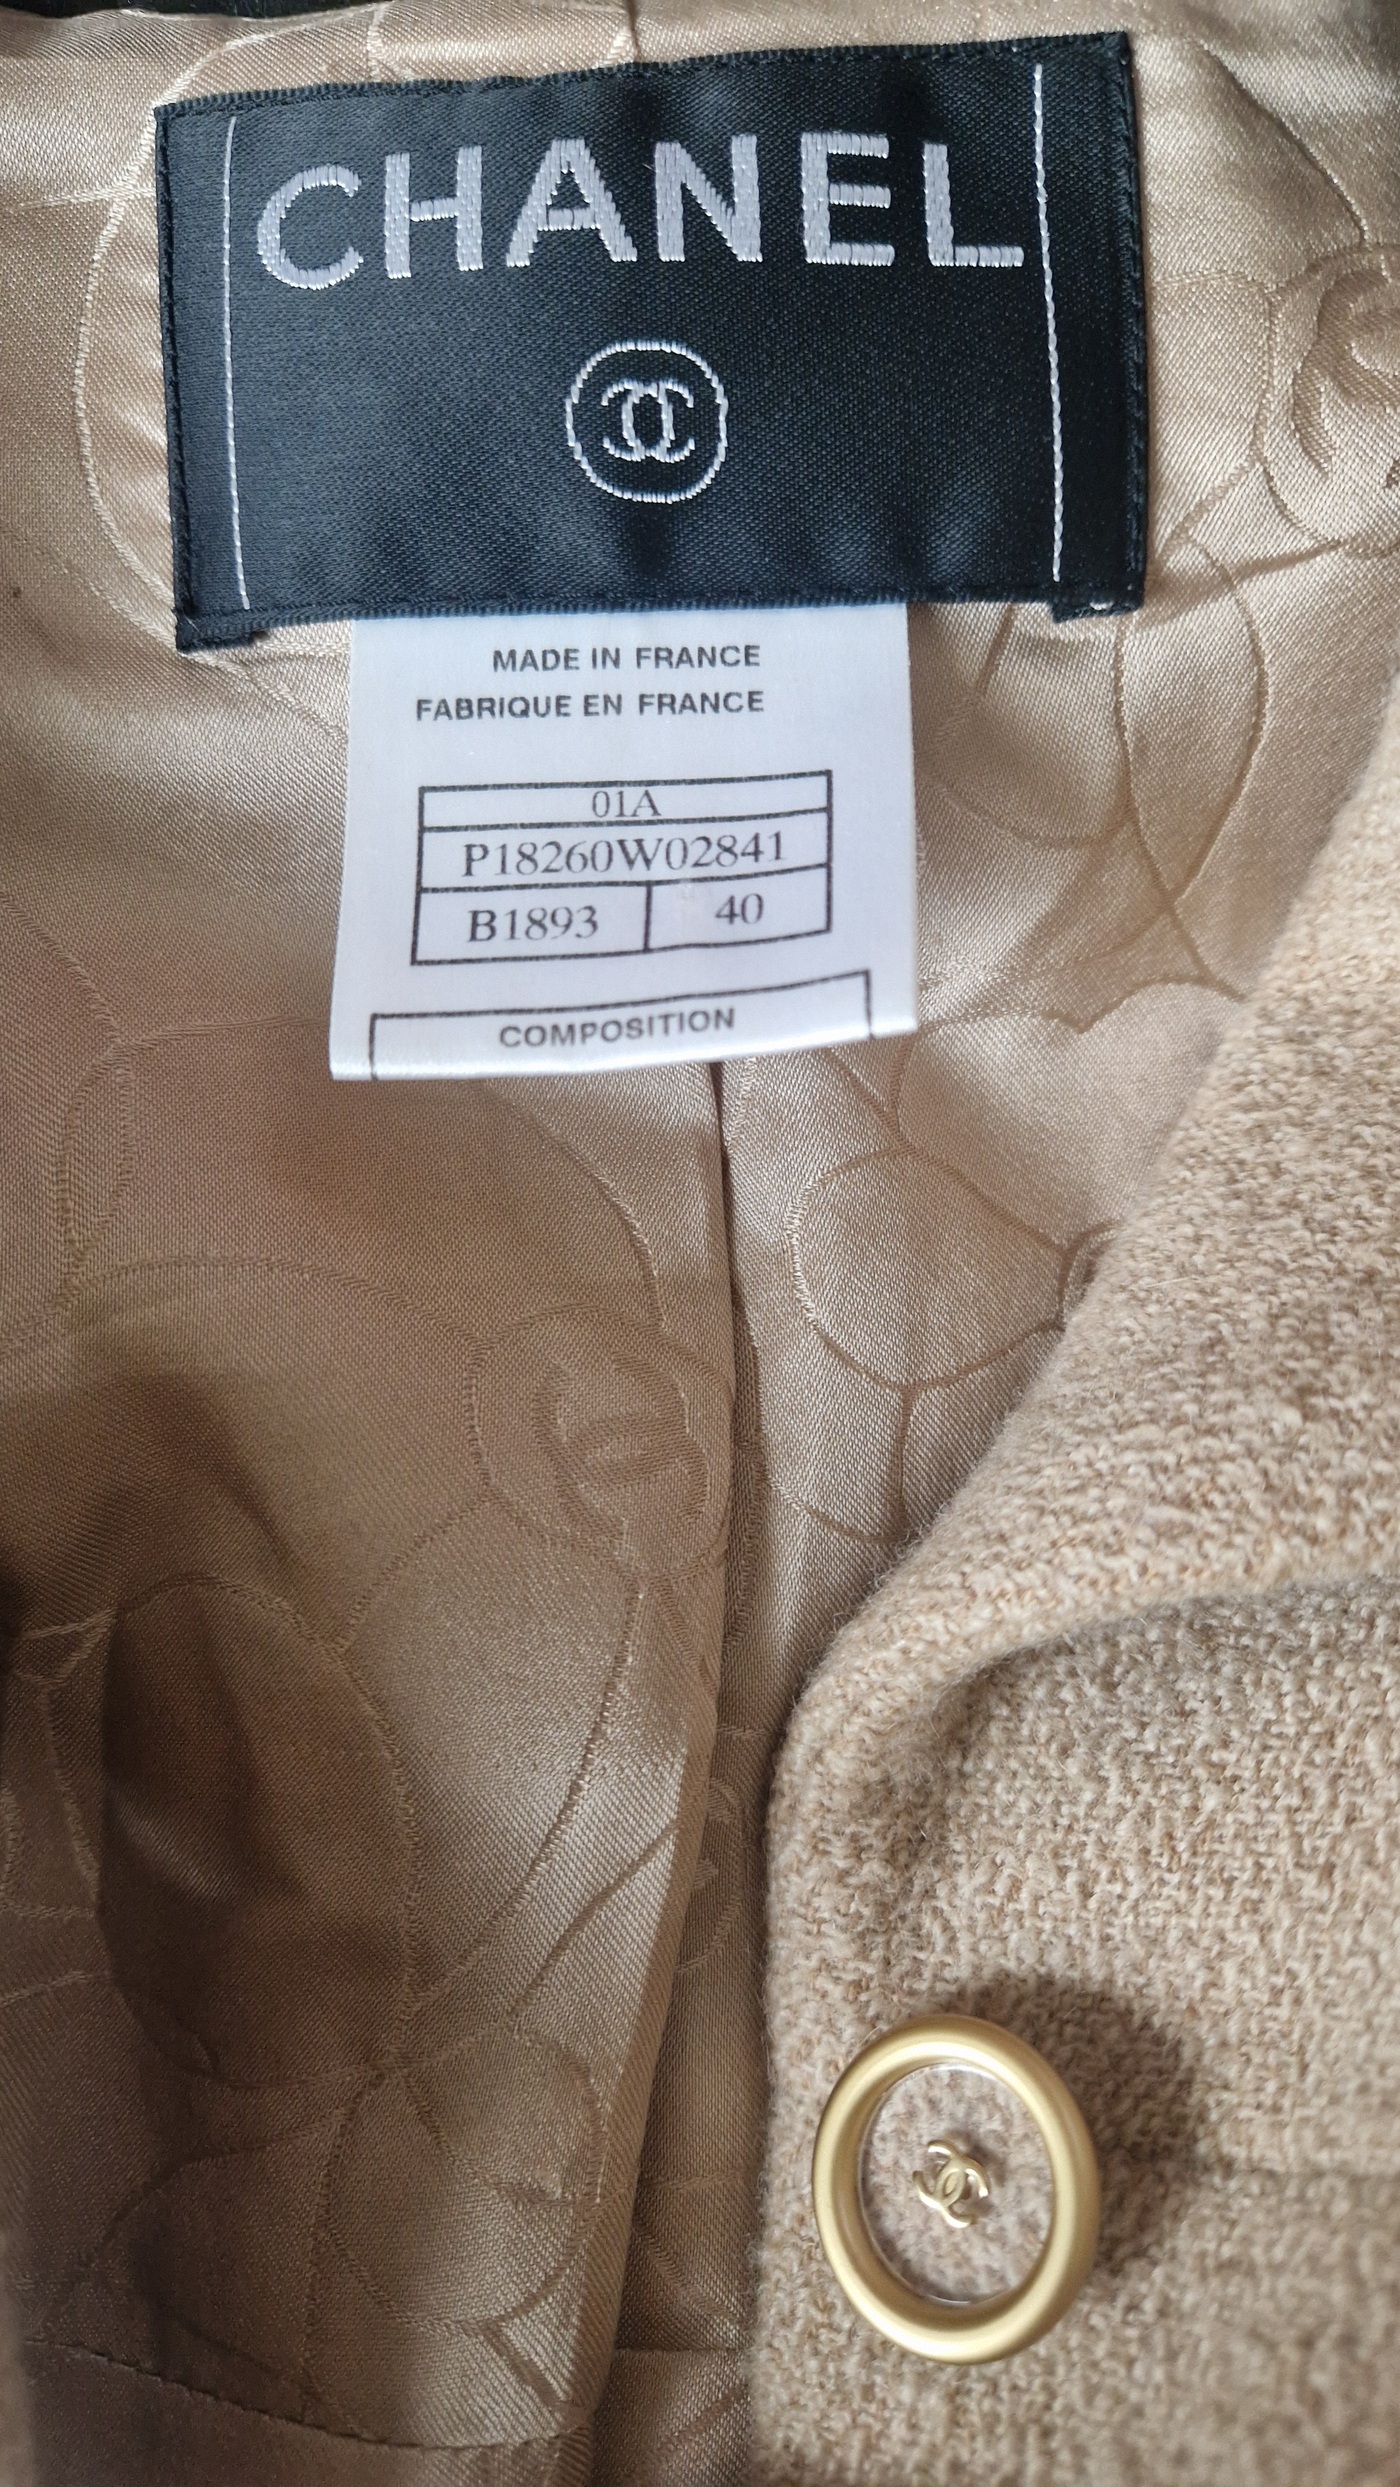 CHANEL
MADE IN FRANCE
FABRIQUE EN FRANCE
01A
P18260W02841
B1893 40
COMPOSITION